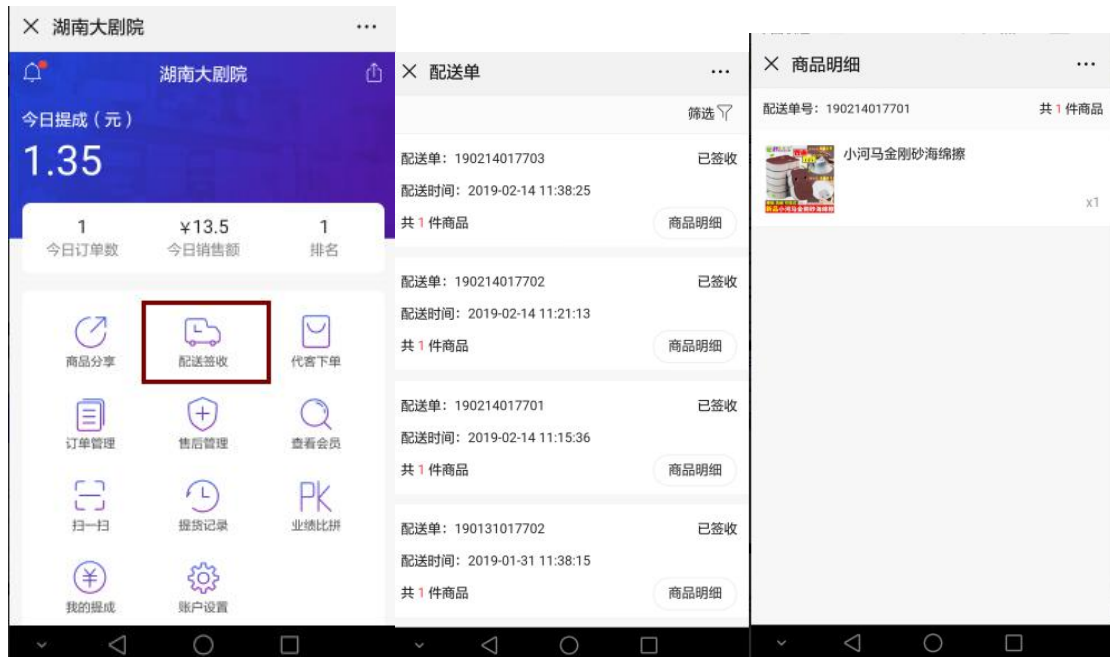 湖南大剧院
湖南大剧院
今日提成（元）
1.35
1
¥13.5
1
今日订单数
今日销售额
排名
商品分享
配送签收
代客下单
订单管理
售后管理
查看会员
扫一扫
PK
提货记录
业绩比拼
我的提成
账户设置
配送单
筛选
配送单：190214017703
已签收
配送时间：2019-02-14 11:38:25
共 1 件商品
商品明细
配送单：190214017702
已签收
配送时间：2019-02-14 11:21:13
共 1 件商品
商品明细
配送单：190214017701
已签收
配送时间：2019-02-14 11:15:36
共 1 件商品
商品明细
配送单：190131017702
已签收
配送时间：2019-01-31 11:38:15
共 1 件商品
商品明细
商品明细
配送单号：190214017701
共 1 件商品
小河马金刚砂海绵擦
x1